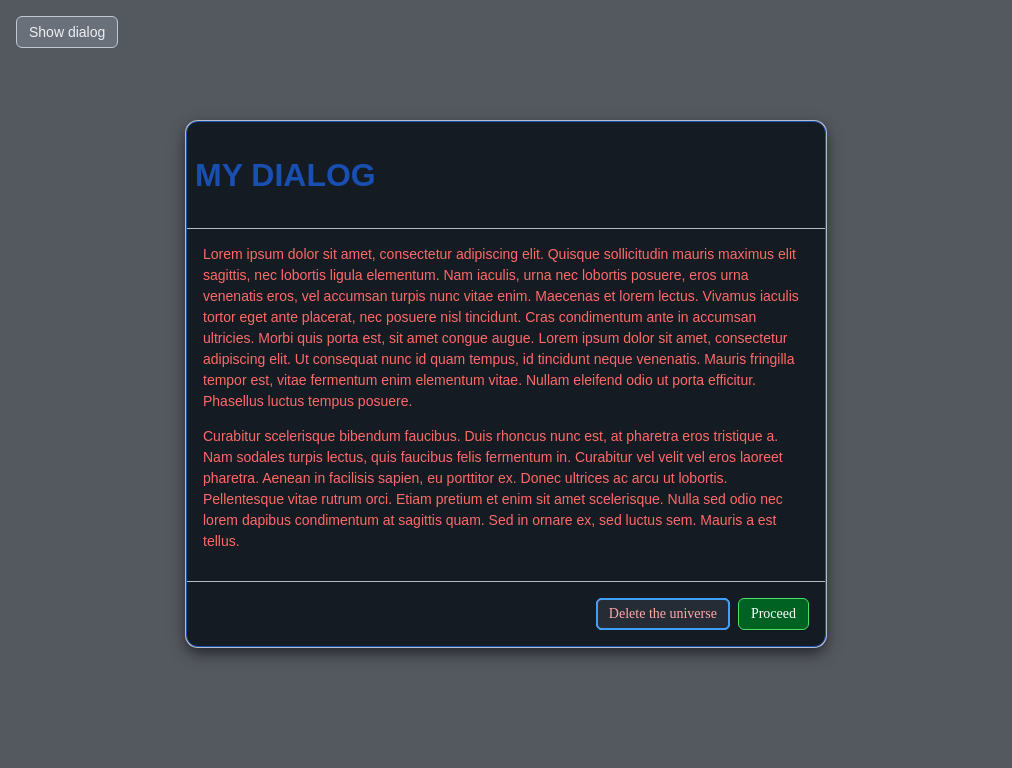 Show dialog
MY DIALOG
Lorem ipsum dolor sit amet, consectetur adipiscing elit. Quisque sollicitudin mauris maximus elit
sagittis, nec lobortis ligula elementum. Nam iaculis, urna nec lobortis posuere, eros urna
venenatis eros, vel accumsan turpis nunc vitae enim. Maecenas et lorem lectus. Vivamus iaculis
tortor eget ante placerat, nec posuere nisl tincidunt. Cras condimentum ante in accumsan
ultricies. Morbi quis porta est, sit amet congue augue. Lorem ipsum dolor sit amet, consectetur
adipiscing elit. Ut consequat nunc id quam tempus, id tincidunt neque venenatis. Mauris fringilla
tempor est, vitae fermentum enim elementum vitae. Nullam eleifend odio ut porta efficitur.
Phasellus luctus tempus posuere.
Curabitur scelerisque bibendum faucibus. Duis rhoncus nunc est, at pharetra eros tristique a.
Nam sodales turpis lectus, quis faucibus felis fermentum in. Curabitur vel velit vel eros laoreet
pharetra. Aenean in facilisis sapien, eu porttitor ex. Donec ultrices ac arcu ut lobortis.
Pellentesque vitae rutrum orci. Etiam pretium et enim sit amet scelerisque. Nulla sed odio nec
lorem dapibus condimentum at sagittis quam. Sed in ornare ex, sed luctus sem. Mauris a est
tellus.
Delete the universe
Proceed